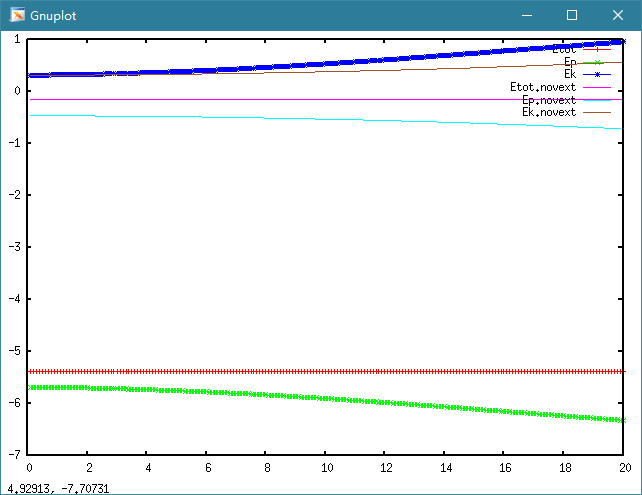 Gnuplot
1
0
-1
-2
-3
-4
-5
-6
-7
Etot
Ep
Ek
Etot.novext
Ep.novext
Ek.novext
0 2 4 6 8 10 12 14 16 18 20
4.92913, -7.70731